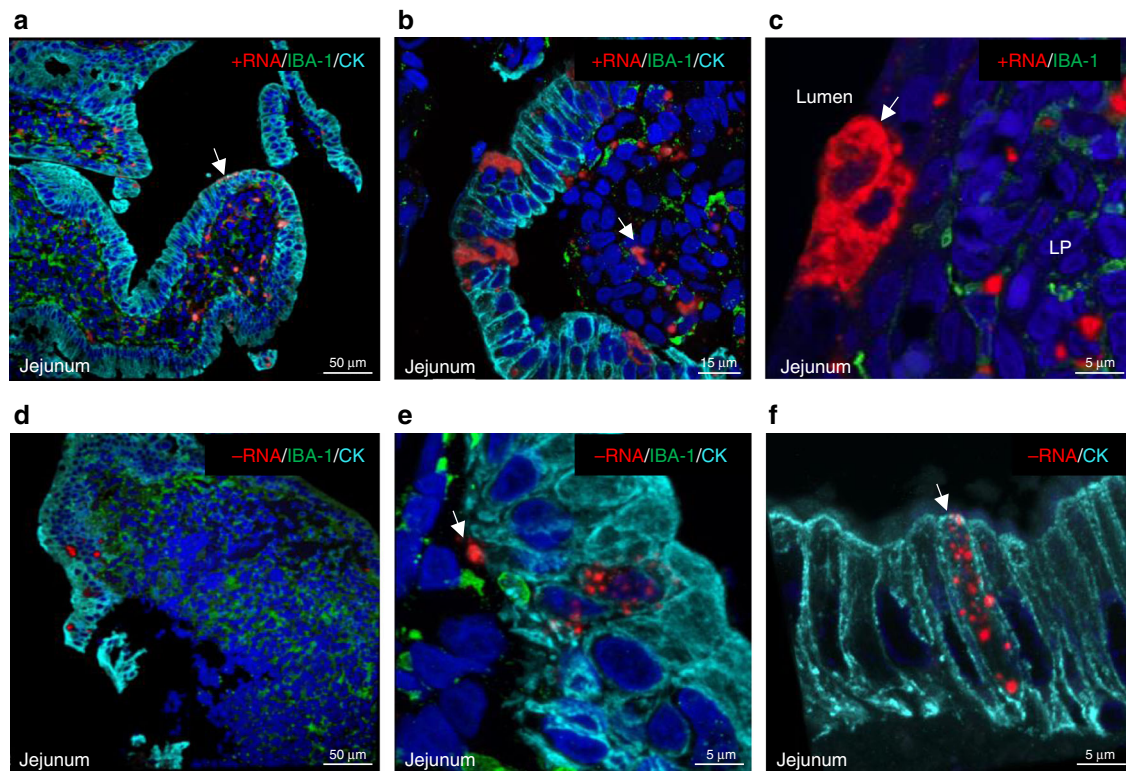 a
+RNA/IBA-1/CK
Jejunum
50 μm
b
+RNA/IBA-1/CK
Jejunum
15 μm
c
+RNA/IBA-1
Lumen
LP
Jejunum
5 μm
d
–RNA/IBA-1/CK
Jejunum
50 μm
e
–RNA/IBA-1/CK
Jejunum
5 μm
f
–RNA/CK
Jejunum
5 μm